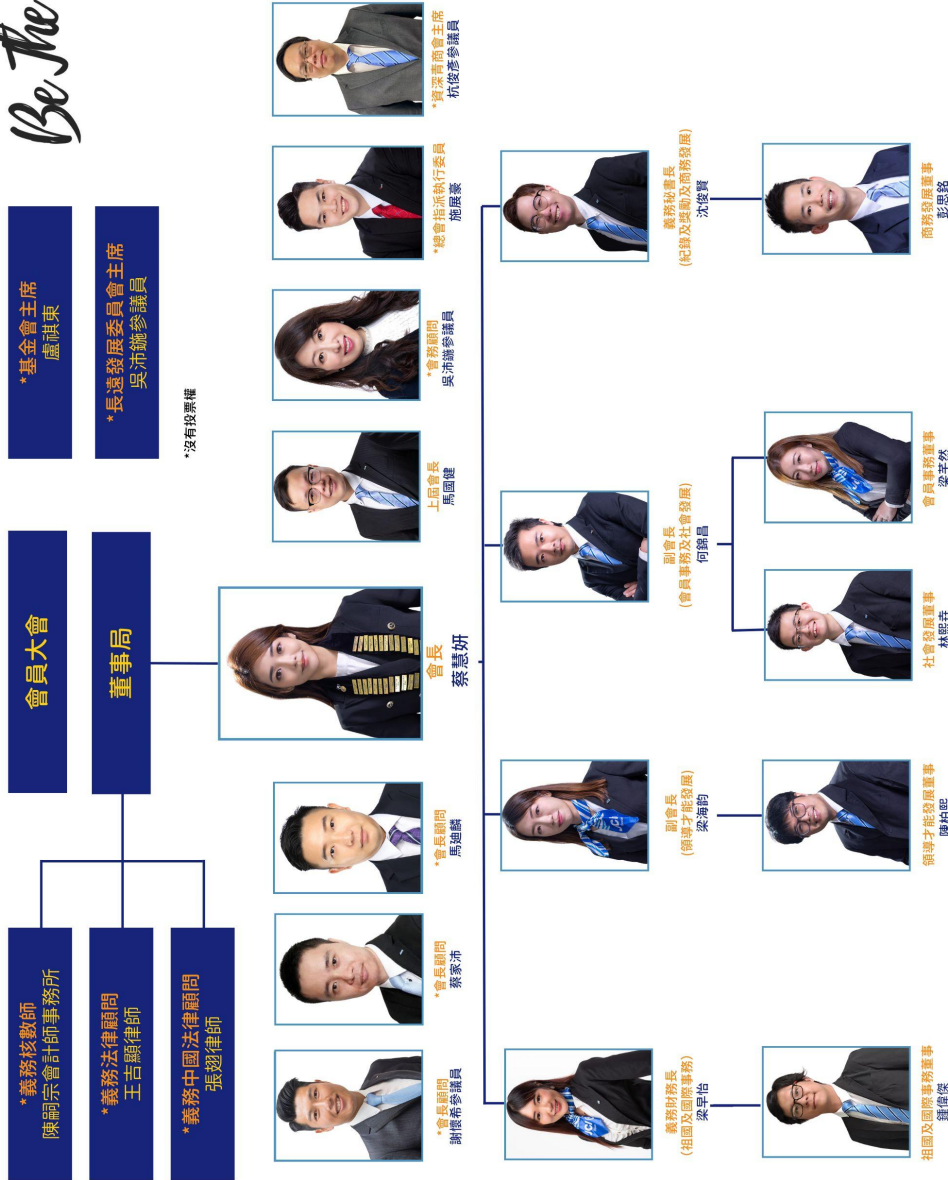 Be The
會員大會
董事局
*義務核數師
陳嗣宗會計師事務所
*義務法律顧問
王吉顯律師
*義務中國法律顧問
張翅律師
*基金會主席
盧祺東
*長遠發展委員會主席
吳沛鍦參議員
*沒有投票權
*會長顧問
謝懷希參議員
*會長顧問
蔡家沛
*會長顧問
馬廸麟
會長
蔡慧妍
上屆會長
馬國健
*會務顧問
吳沛鍦參議員
*總會指派執行委員
施展豪
*資深青商會主席
杭俊彥參議員
義務財務長
(祖國及國際事務)
梁早怡
副會長
(領導才能發展)
梁海韵
副會長
(會員事務及社會發展)
何錦昌
義務秘書長
(紀錄及獎勵及商務發展)
沈俊賢
祖國及國際事務董事
鍾偉傑
領導才能發展董事
陳柏熙
社會發展董事
林熙垚
會員事務董事
梁芊然
商務發展董事
彭思銘